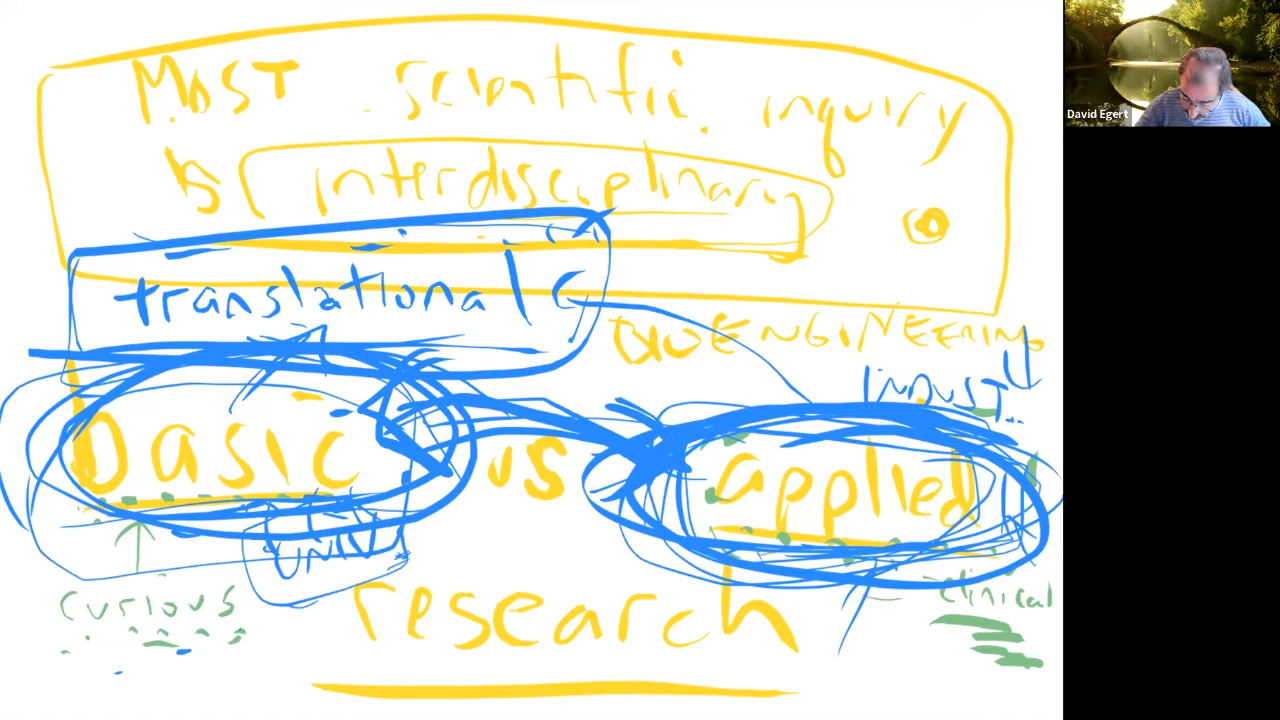 MOST scientific inquiry
is interdisciplinary
translational
BIOENGINEERING
INDUST..
basic vs applied
UNIV
curious
clinical
research
David Egert